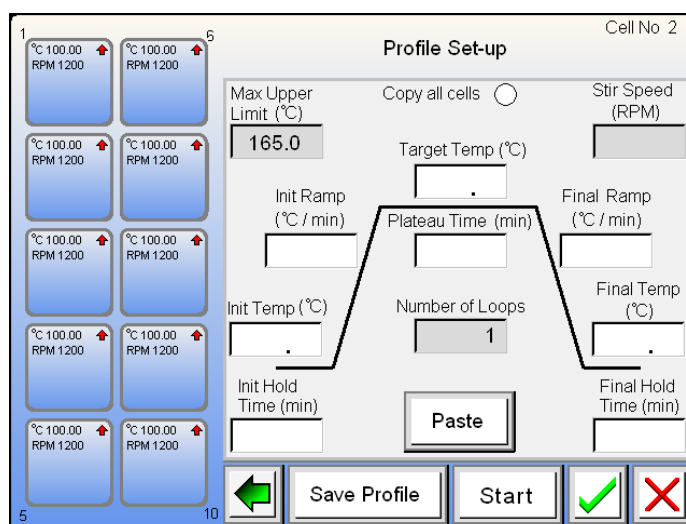 1
6
°C 100.00
RPM 1200
°C 100.00
RPM 1200
°C 100.00
RPM 1200
°C 100.00
RPM 1200
°C 100.00
RPM 1200
°C 100.00
RPM 1200
°C 100.00
RPM 1200
°C 100.00
RPM 1200
°C 100.00
RPM 1200
°C 100.00
RPM 1200
5
10
Cell No 2
Profile Set-up
Max Upper
Limit (°C)
165.0
Copy all cells
Stir Speed
(RPM)
Target Temp (°C)
.
Init Ramp
(°C / min)
Plateau Time (min)
Final Ramp
(°C / min)
Init Temp (°C)
.
Number of Loops
1
Final Temp
(°C)
.
Init Hold
Time (min)
Paste
Final Hold
Time (min)
Save Profile
Start